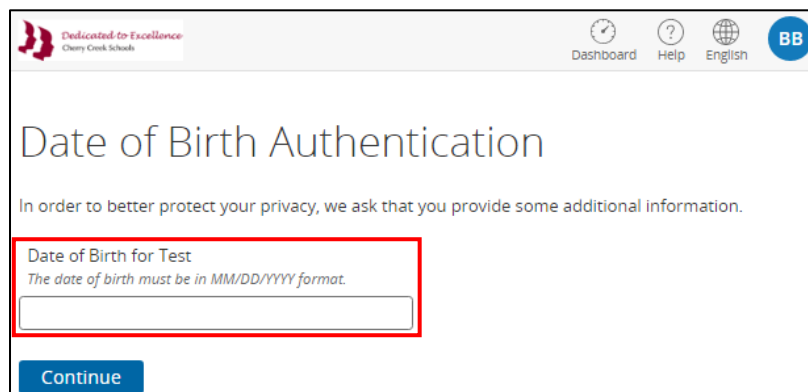 Dedicated to Excellence
Cherry Creek Schools
Dashboard
Help
English
BB
Date of Birth Authentication
In order to better protect your privacy, we ask that you provide some additional information.
Date of Birth for Test
The date of birth must be in MM/DD/YYYY format.
Continue